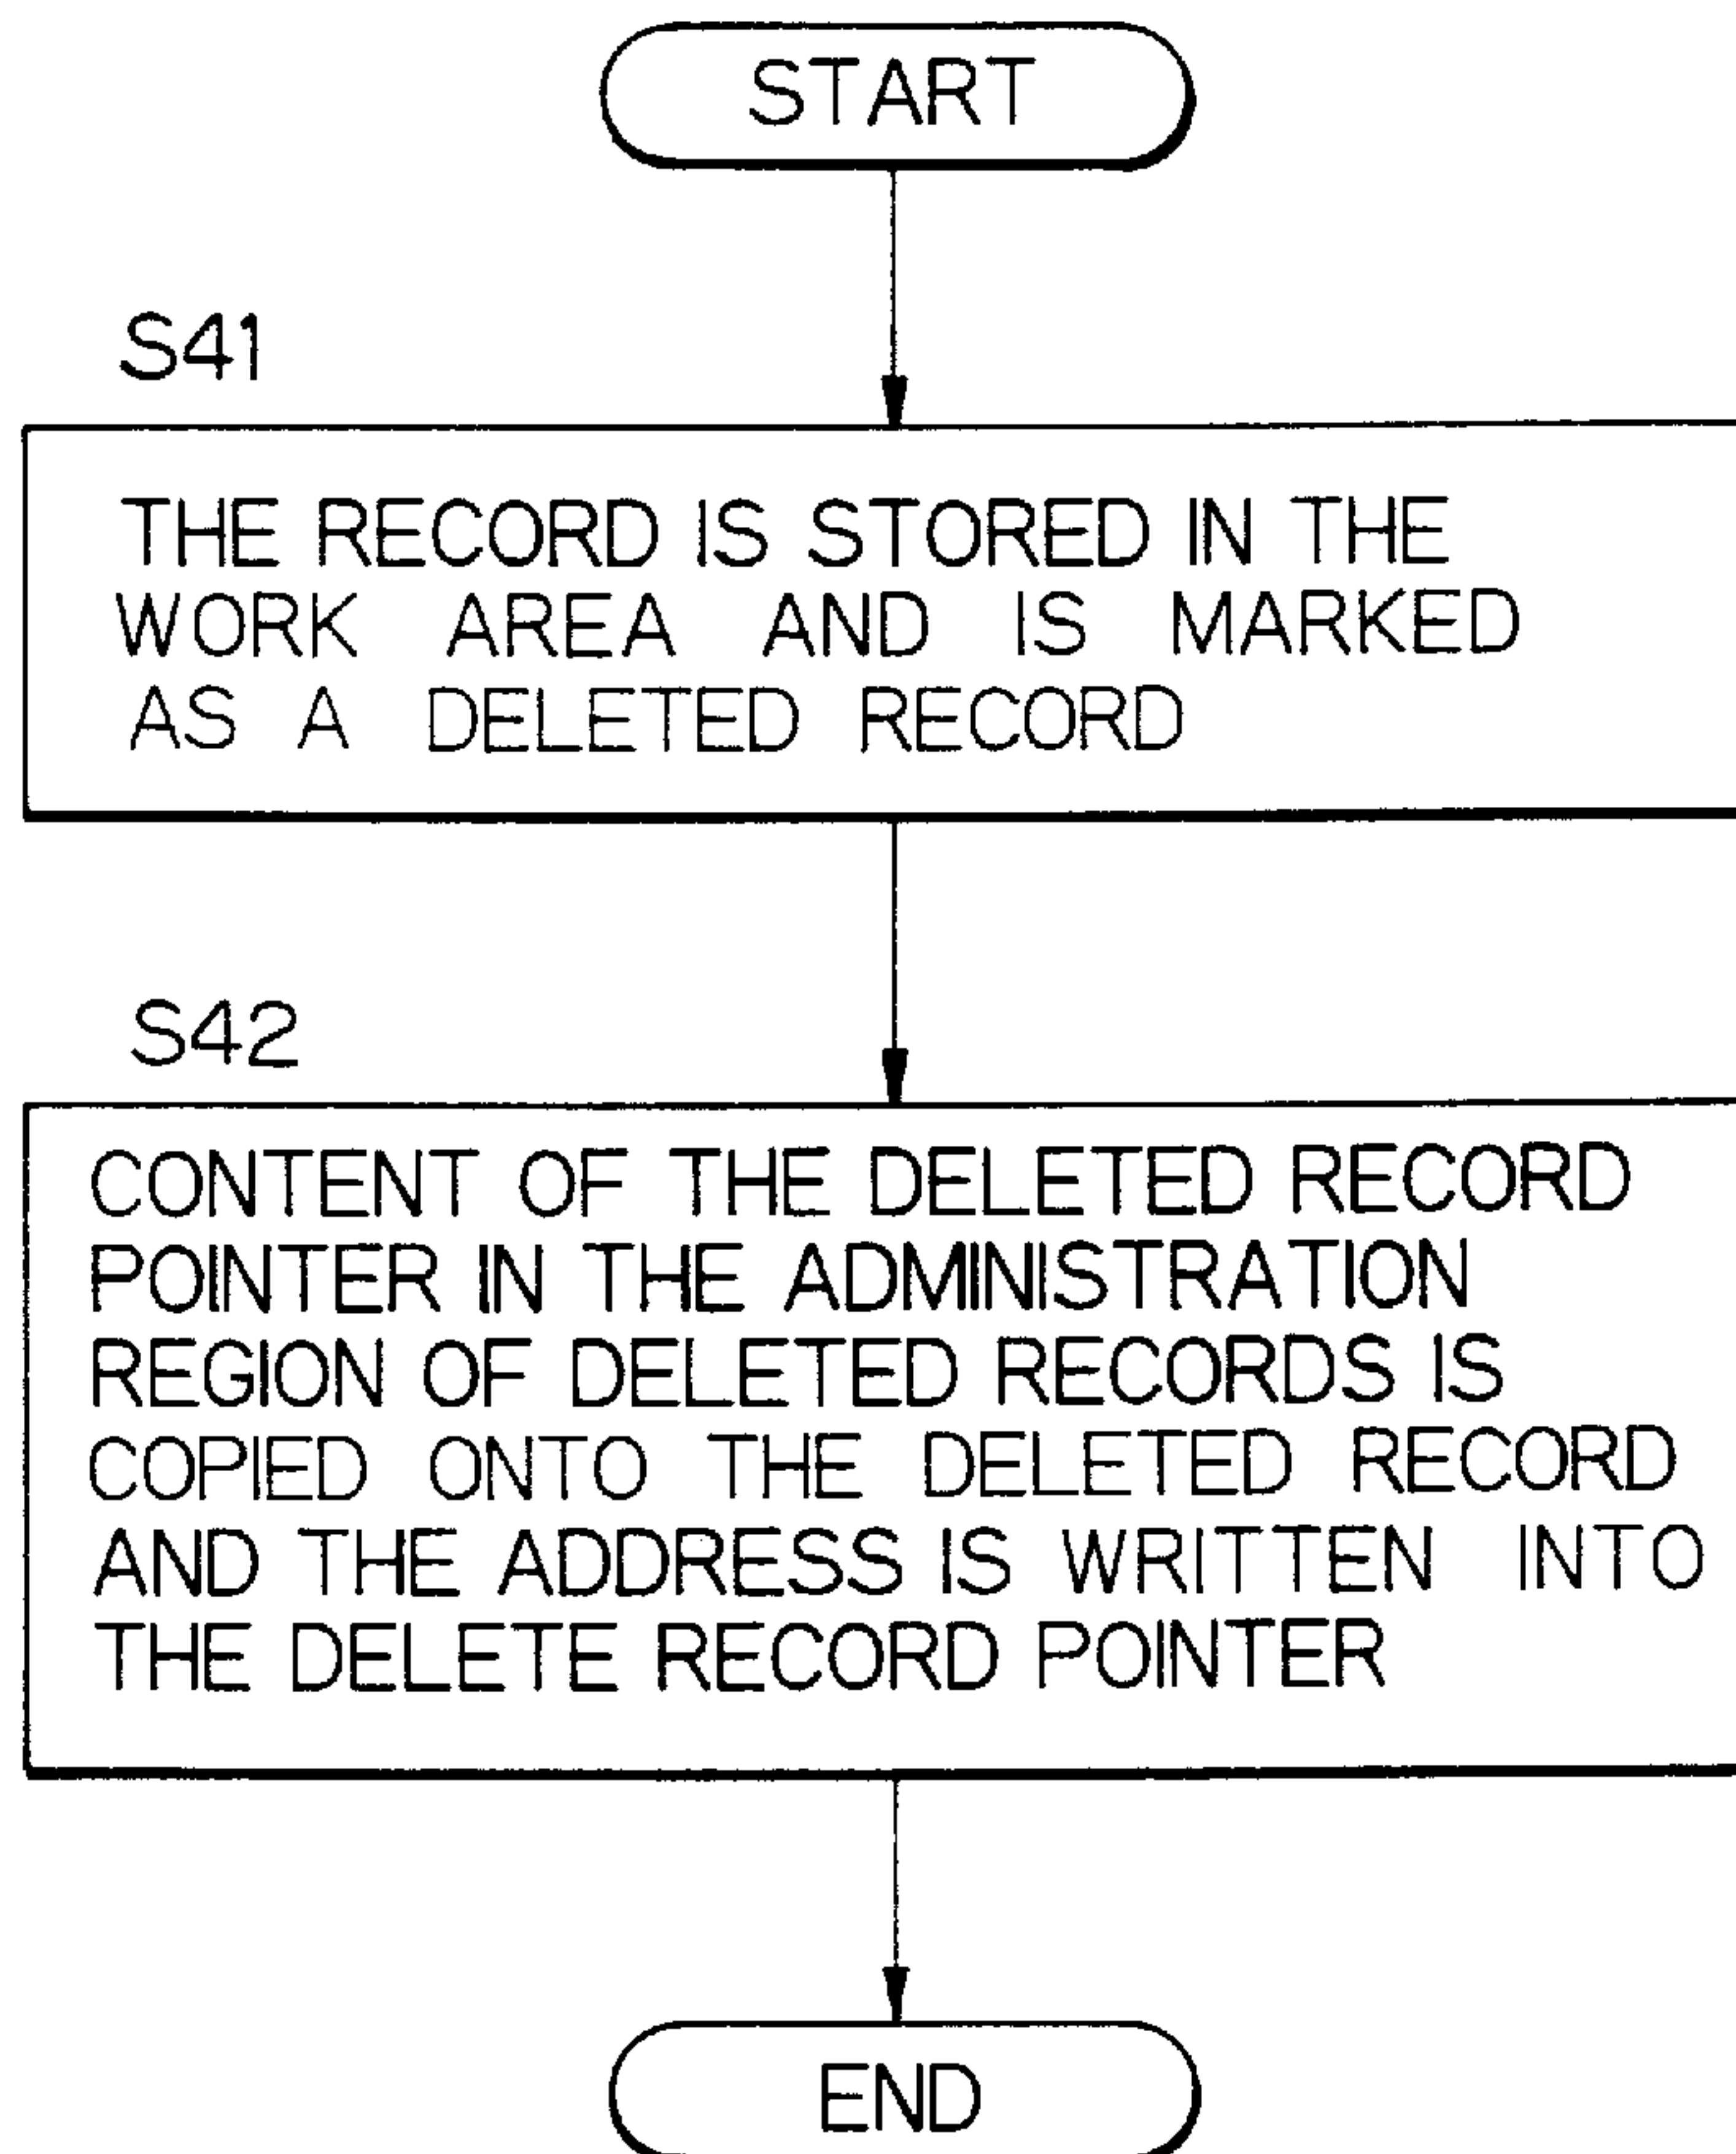 START
S41
THE RECORD IS STORED IN THE
WORK AREA AND IS MARKED
AS A DELETED RECORD
S42
CONTENT OF THE DELETED RECORD
POINTER IN THE ADMINISTRATION
REGION OF DELETED RECORDS IS
COPIED ONTO THE DELETED RECORD
AND THE ADDRESS IS WRITTEN INTO
THE DELETE RECORD POINTER
END